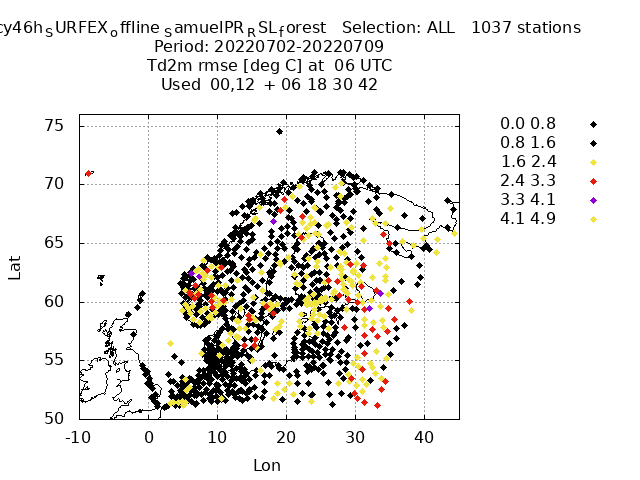 cy46hSURFEXoffline SamuelPRRSLforest Selection: ALL 1037 stations
Period: 20220702-20220709
Td2m rmse [deg C] at 06 UTC
Used 00,12 + 06 18 30 42
75
70
65
60
55
50
Lat
-10 0 10 20 30 40
Lon
0.0 0.8
0.8 1.6
1.6 2.4
2.4 3.3
3.3 4.1
4.1 4.9